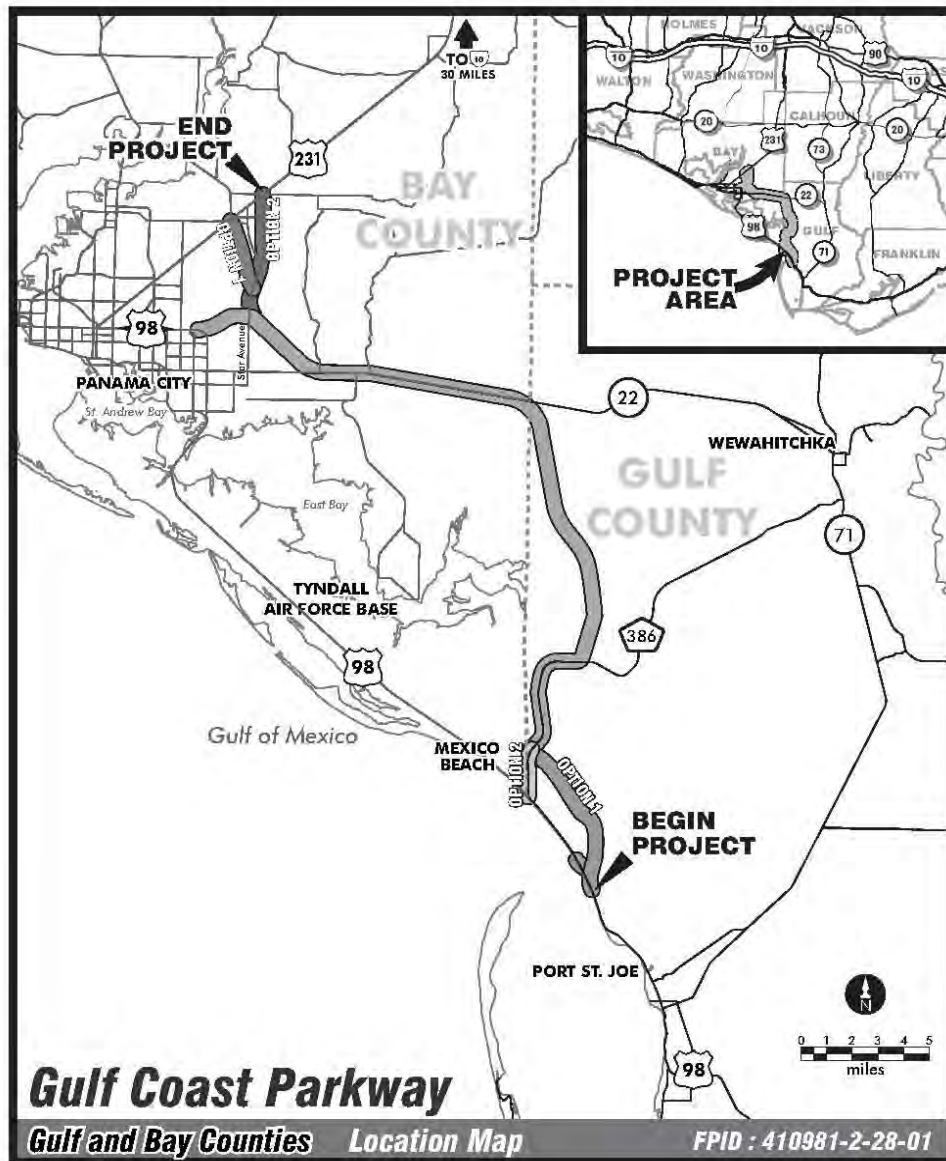 TO 10
30 MILES
END
PROJECT
231
BAY
COUNTY
OPTION 1
OPTION 2
98
Star Avenue
PANAMA CITY
St. Andrew Bay
22
WEWAHITCHKA
GULF
COUNTY
71
East Bay
TYNDALL
AIR FORCE BASE
386
98
Gulf of Mexico
MEXICO
BEACH
OPTION 2
OPTION 1
BEGIN
PROJECT
PORT ST. JOE
N
0 1 2 3 4 5
miles
98
HOLMES
JACKSON
10
10
90
10
WALTON
WASHINGTON
CALHOUN
20
231
20
73
BAY
LIBERTY
22
98
GULF
71
FRANKLIN
PROJECT
AREA
Gulf Coast Parkway
Gulf and Bay Counties Location Map FPID : 410981-2-28-01